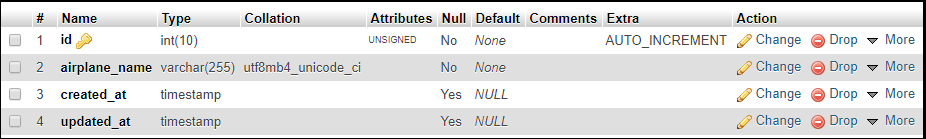 # Name Type Collation Attributes Null Default Comments Extra Action
1 id int(10) UNSIGNED No None AUTO_INCREMENT Change Drop More
2 airplane_name varchar(255) utf8mb4_unicode_ci No None Change Drop More
3 created_at timestamp Yes NULL Change Drop More
4 updated_at timestamp Yes NULL Change Drop More